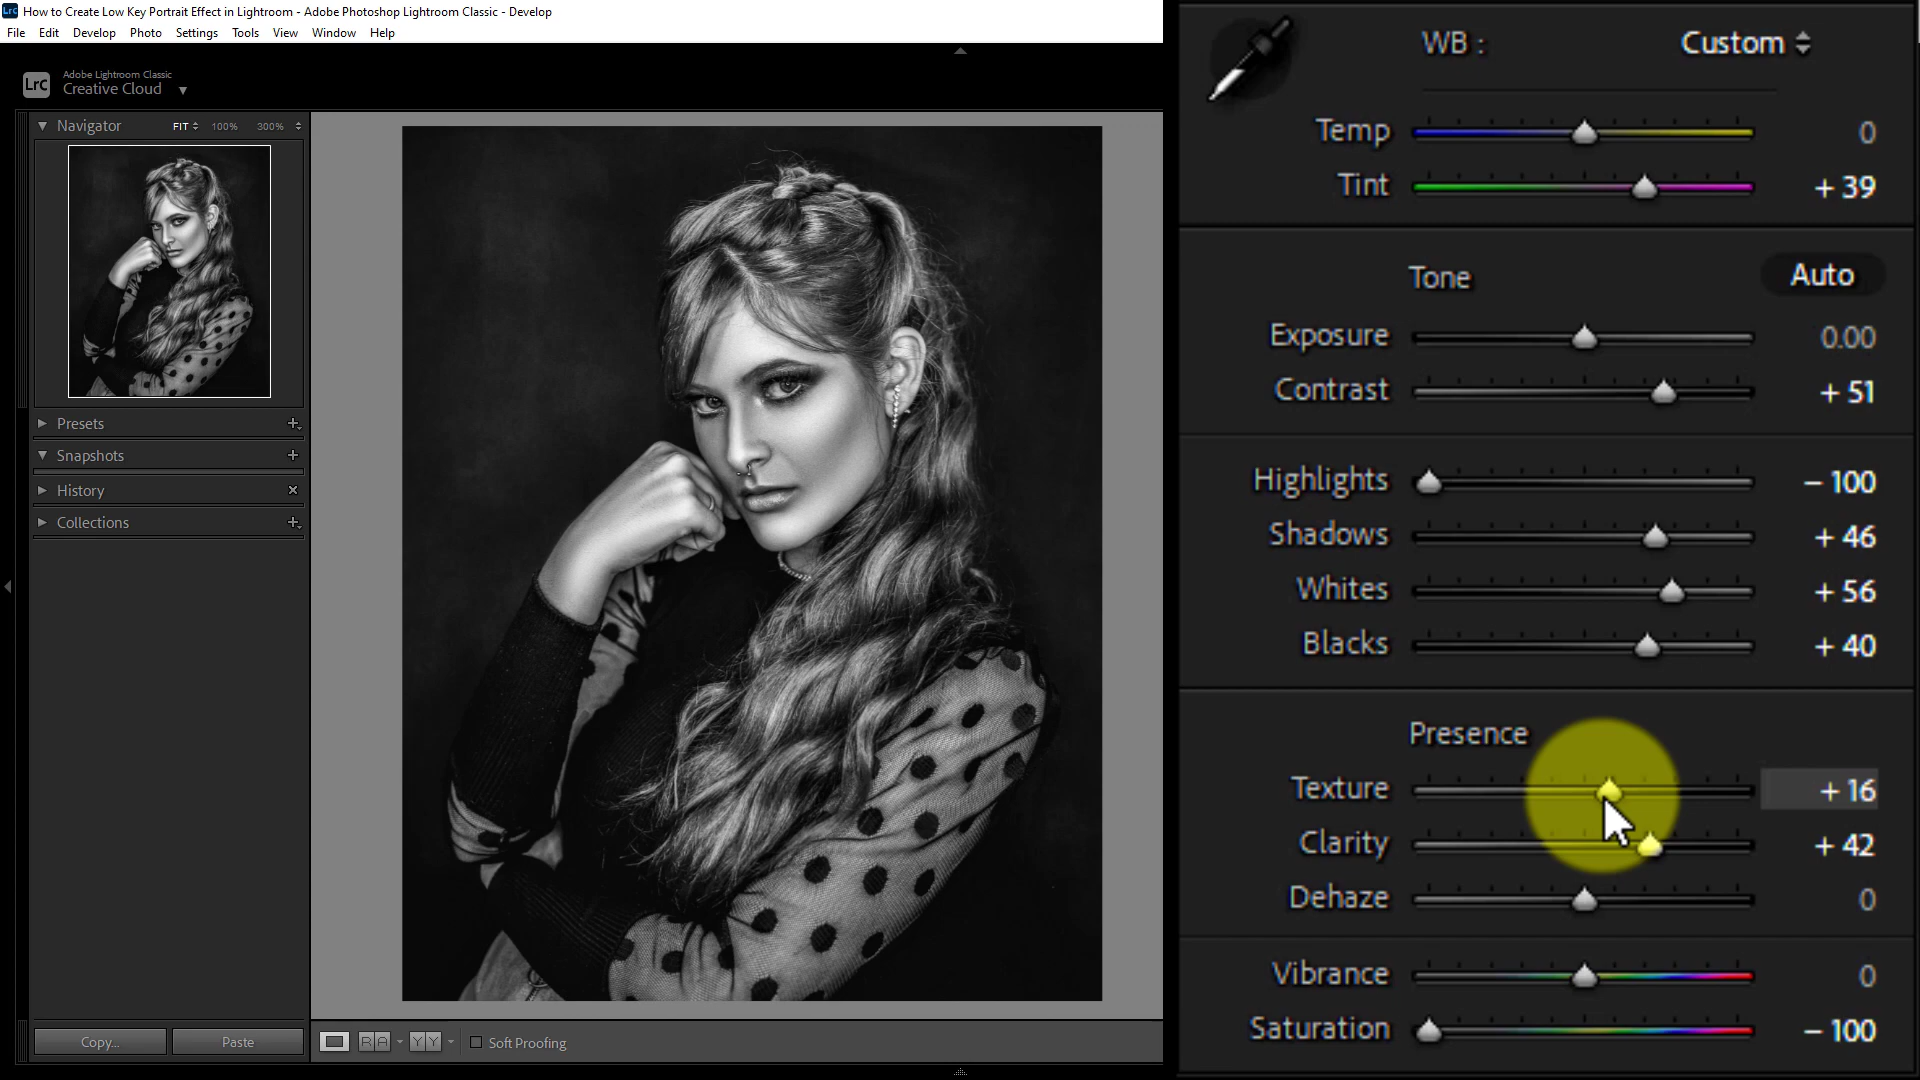 Lrc How to Create Low Key Portrait Effect in Lightroom - Adobe Photoshop Lightroom Classic - Develop
File Edit Develop Photo Settings Tools View Window Help
LrC Adobe Lightroom Classic
Creative Cloud
Navigator FIT 100% 300%
Presets
Snapshots
History
Collections
Copy... Paste
R A Y Y Soft Proofing
WB : Custom
Temp 0
Tint + 39
Tone Auto
Exposure 0.00
Contrast + 51
Highlights – 100
Shadows + 46
Whites + 56
Blacks + 40
Presence
Texture + 16
Clarity + 42
Dehaze 0
Vibrance 0
Saturation – 100